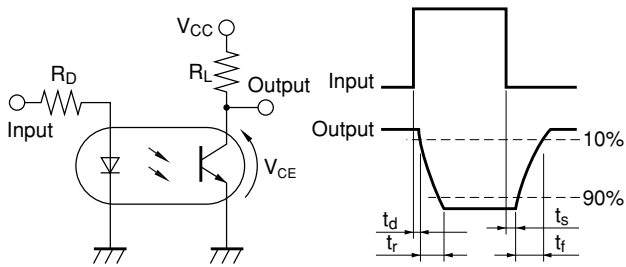 VCC
RD
RL
Output
Input
VCE
Input
Output
10%
90%
td
ts
tr
tf